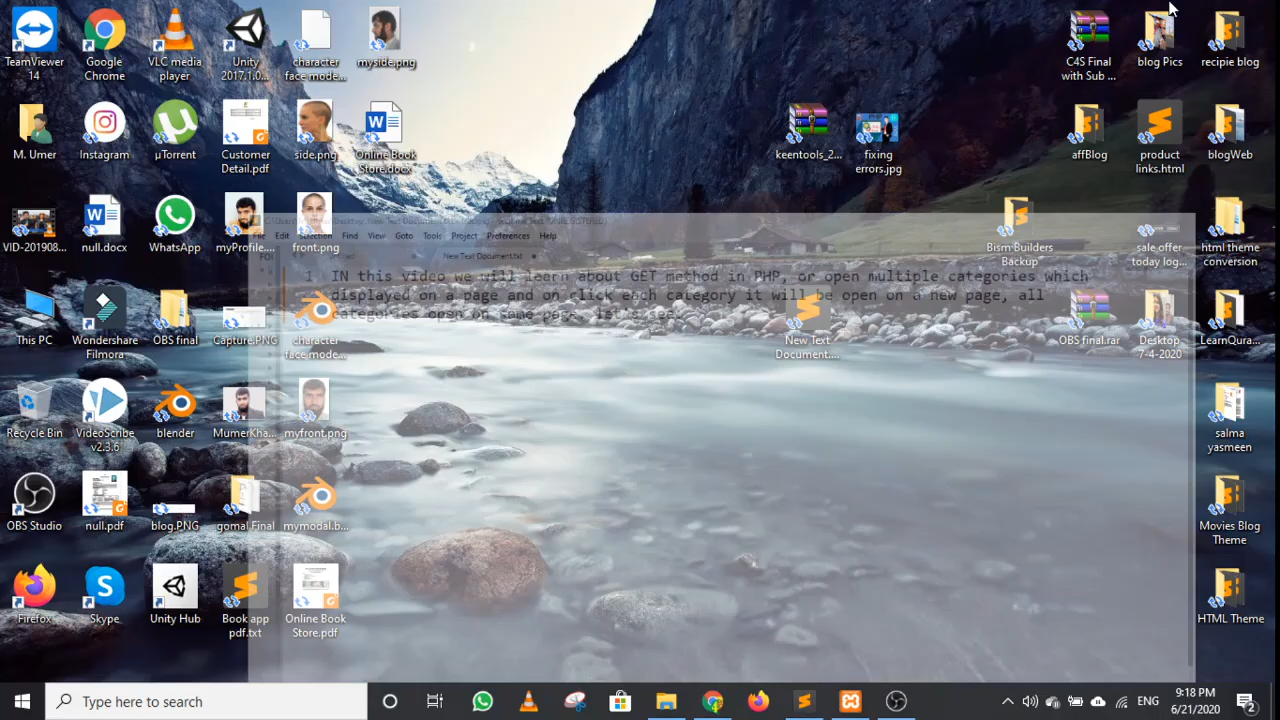 TeamViewer 14
Google Chrome
VLC media player
Unity 2017.1.0...
character face mode...
myside.png
C4S Final with Sub ...
blog Pics
recipie blog
M. Umer
Instagram
µTorrent
Customer Detail.pdf
side.png
Online Book Store.docx
keentools_2...
fixing errors.jpg
affBlog
product links.html
blogWeb
VID-201908...
null.docx
WhatsApp
myProfile....
front.png
Bism Builders Backup
sale offer today log...
html theme conversion
File Edit Selection Find View Goto Tools Project Preferences Help
New Text Document.txt
1 IN this video we will learn about GET method in PHP, or open multiple categories which
displayed on a page and on click each category it will be open on a new page, all
categories open on same page, let's see.
This PC
Wondershare Filmora
OBS final
Capture.PNG
character face mode...
New Text Document....
OBS final.rar
Desktop 7-4-2020
LearnQura...
Recycle Bin
VideoScribe v2.3.6
blender
MumerKha...
myfront.png
salma yasmeen
OBS Studio
null.pdf
blog.PNG
gomal Final
mymodal.b...
Movies Blog Theme
Firefox
Skype
Unity Hub
Book app pdf.txt
Online Book Store.pdf
HTML Theme
Type here to search
ENG
9:18 PM
6/21/2020
2